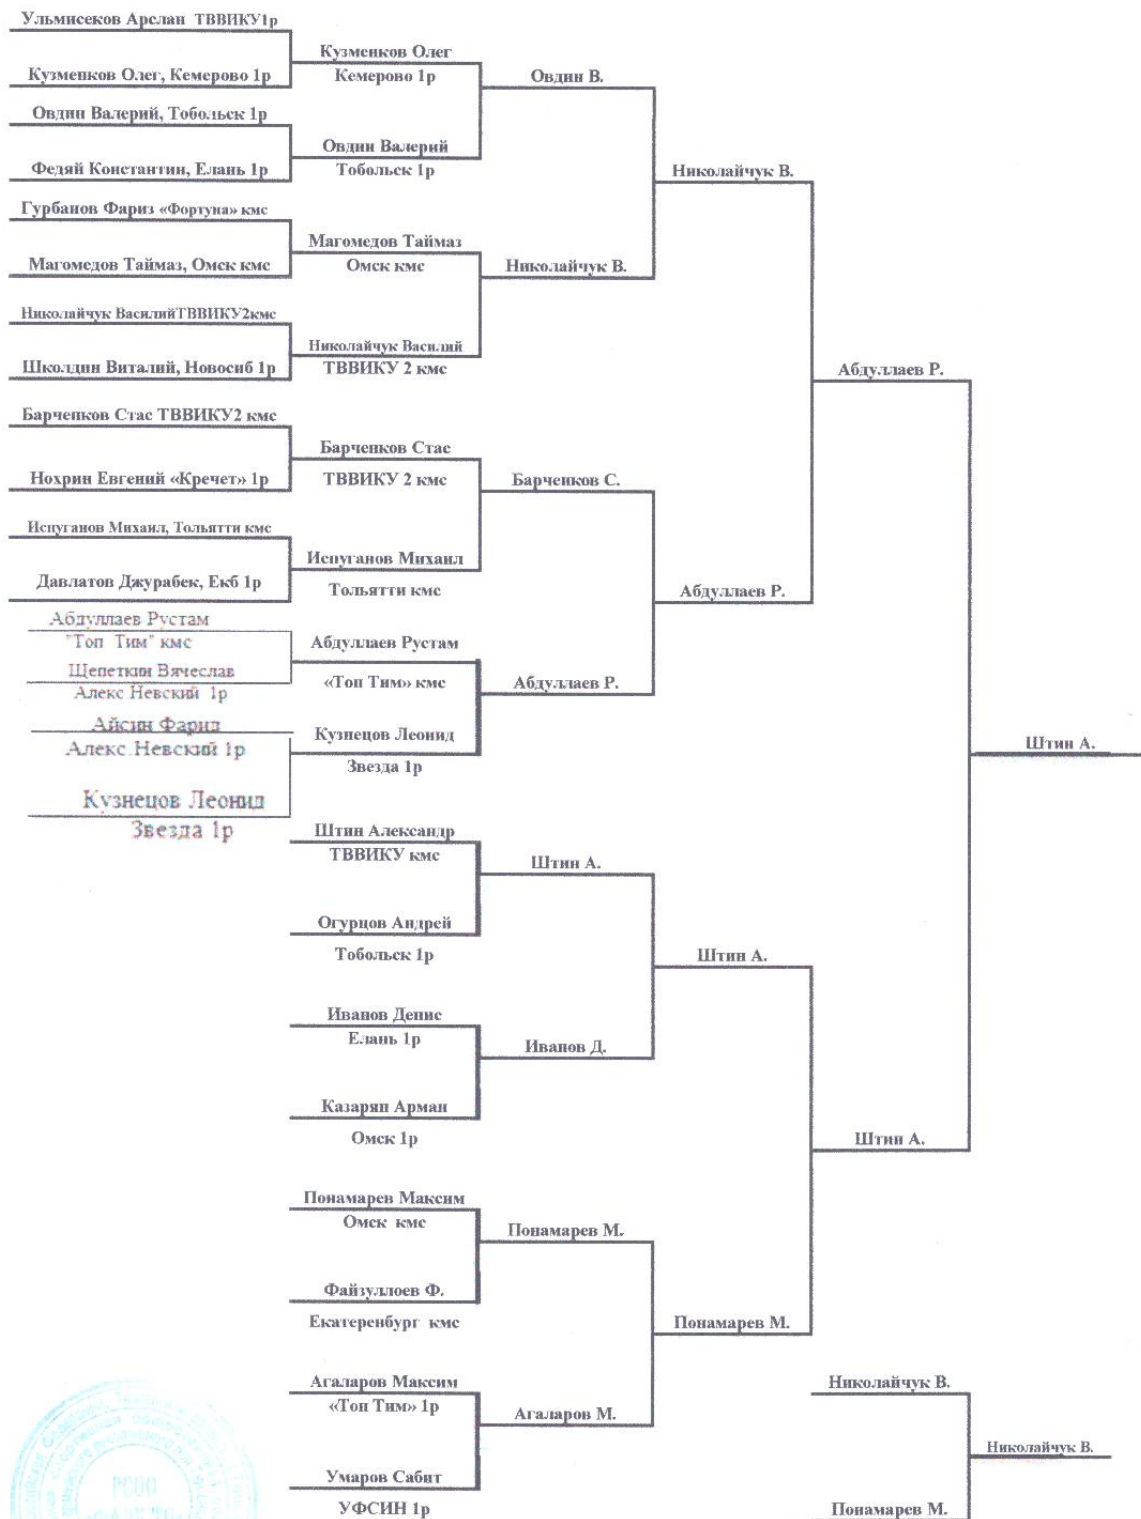 Ульмисеков Арслан ТВВИКУ1р
Кузменков Олег
Кузменков Олег, Кемерово 1р
Кемерово 1р
Овдин В.
Овдин Валерий, Тобольск 1р
Овдин Валерий
Федяй Константин, Елань 1р
Тобольск 1р
Николайчук В.
Гурбанов Фариз «Фортуна» кмс
Магомедов Таймаз
Магомедов Таймаз, Омск кмс
Омск кмс
Николайчук В.
Николайчук ВасилийТВВИКУ2кмс
Николайчук Василий
Школдин Виталий, Новосиб 1р
ТВВИКУ 2 кмс
Абдуллаев Р.
Барченков Стас ТВВИКУ2 кмс
Барченков Стас
Нохрин Евгений «Кречет» 1р
ТВВИКУ 2 кмс
Барченков С.
Испуганов Михаил, Тольятти кмс
Испуганов Михаил
Давлатов Джурабек, Екб 1р
Тольятти кмс
Абдуллаев Р.
Абдуллаев Рустам
"Топ Тим" кмс
Абдуллаев Рустам
Щепеткин Вячеслав
«Топ Тим» кмс
Абдуллаев Р.
Алекс Невский 1р
Айсин Фарид
Кузнецов Леонид
Алекс.Невский 1р
Звезда 1р
Штин А.
Кузнецов Леонид
Звезда 1р
Штин Александр
ТВВИКУ кмс
Штин А.
Огурцов Андрей
Тобольск 1р
Штин А.
Иванов Денис
Елань 1р
Иванов Д.
Казарян Арман
Омск 1р
Штин А.
Понамарев Максим
Омск кмс
Понамарев М.
Файзуллоев Ф.
Екатеренбург кмс
Понамарев М.
Агаларов Максим
«Топ Тим» 1р
Николайчук В.
Агаларов М.
Николайчук В.
Умаров Сабит
УФСИН 1р
Понамарев М.
РСОО